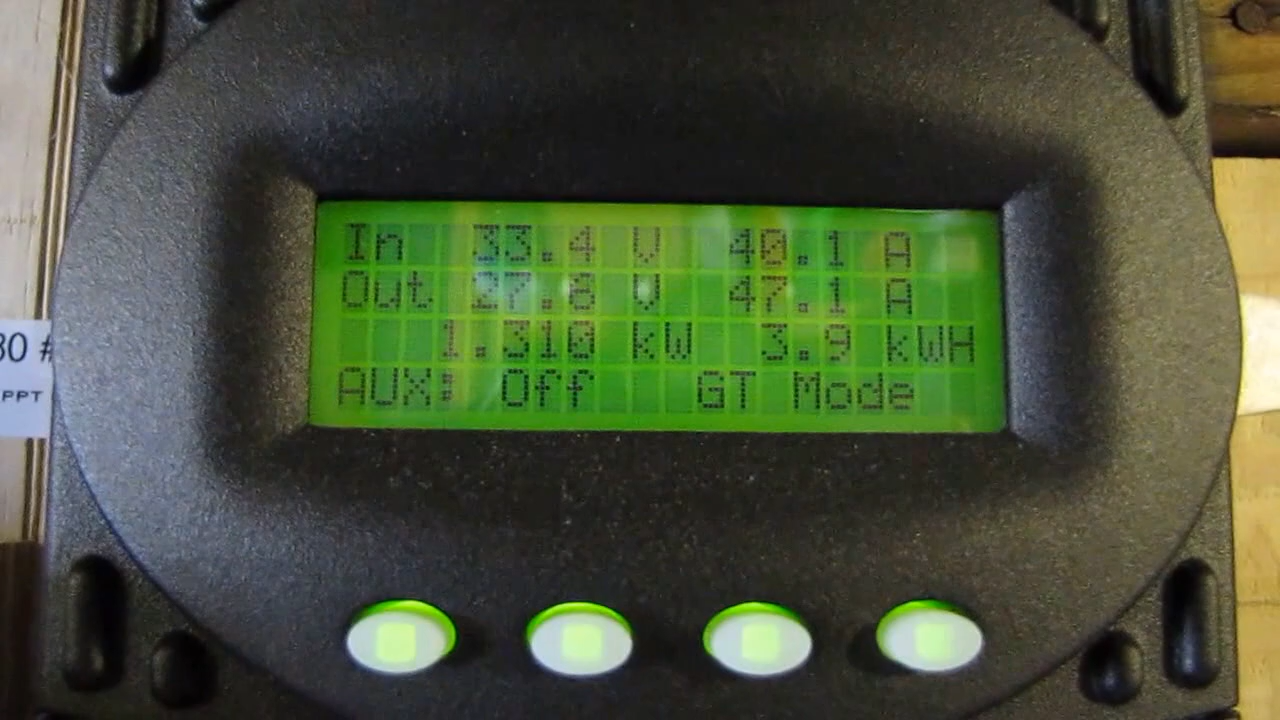 In 33.4 V 40.1 A
Out 27.8 V 47.1 A
1.310 kW 3.9 kWH
AUX: Off GT Mode
80 #
PPT